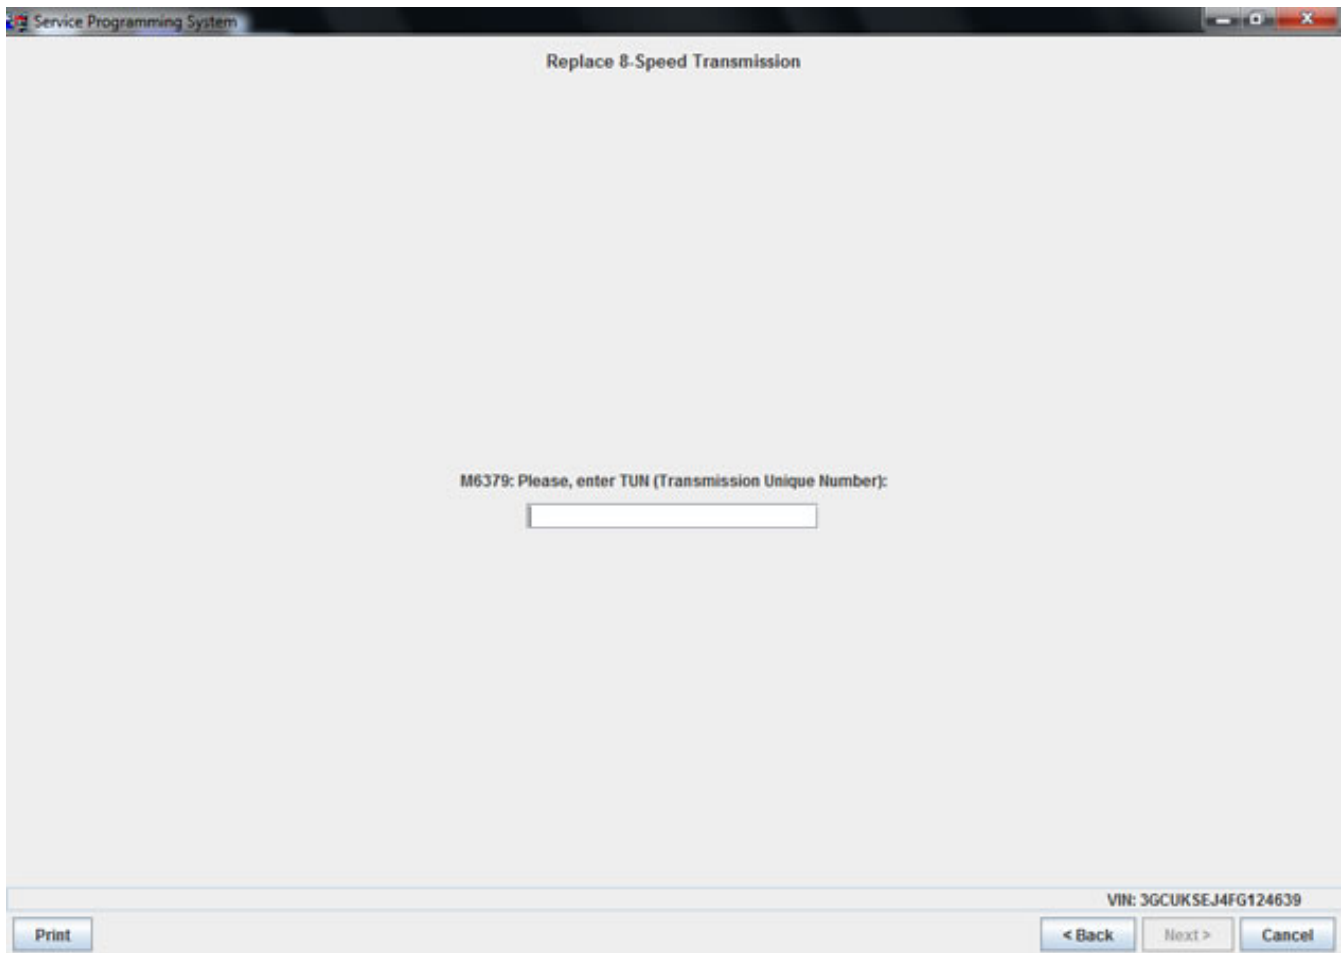 Service Programming System
Replace 8-Speed Transmission
M6379: Please, enter TUN (Transmission Unique Number):
VIN: 3GCUKSEJ4FG124639
Print
< Back
Next >
Cancel